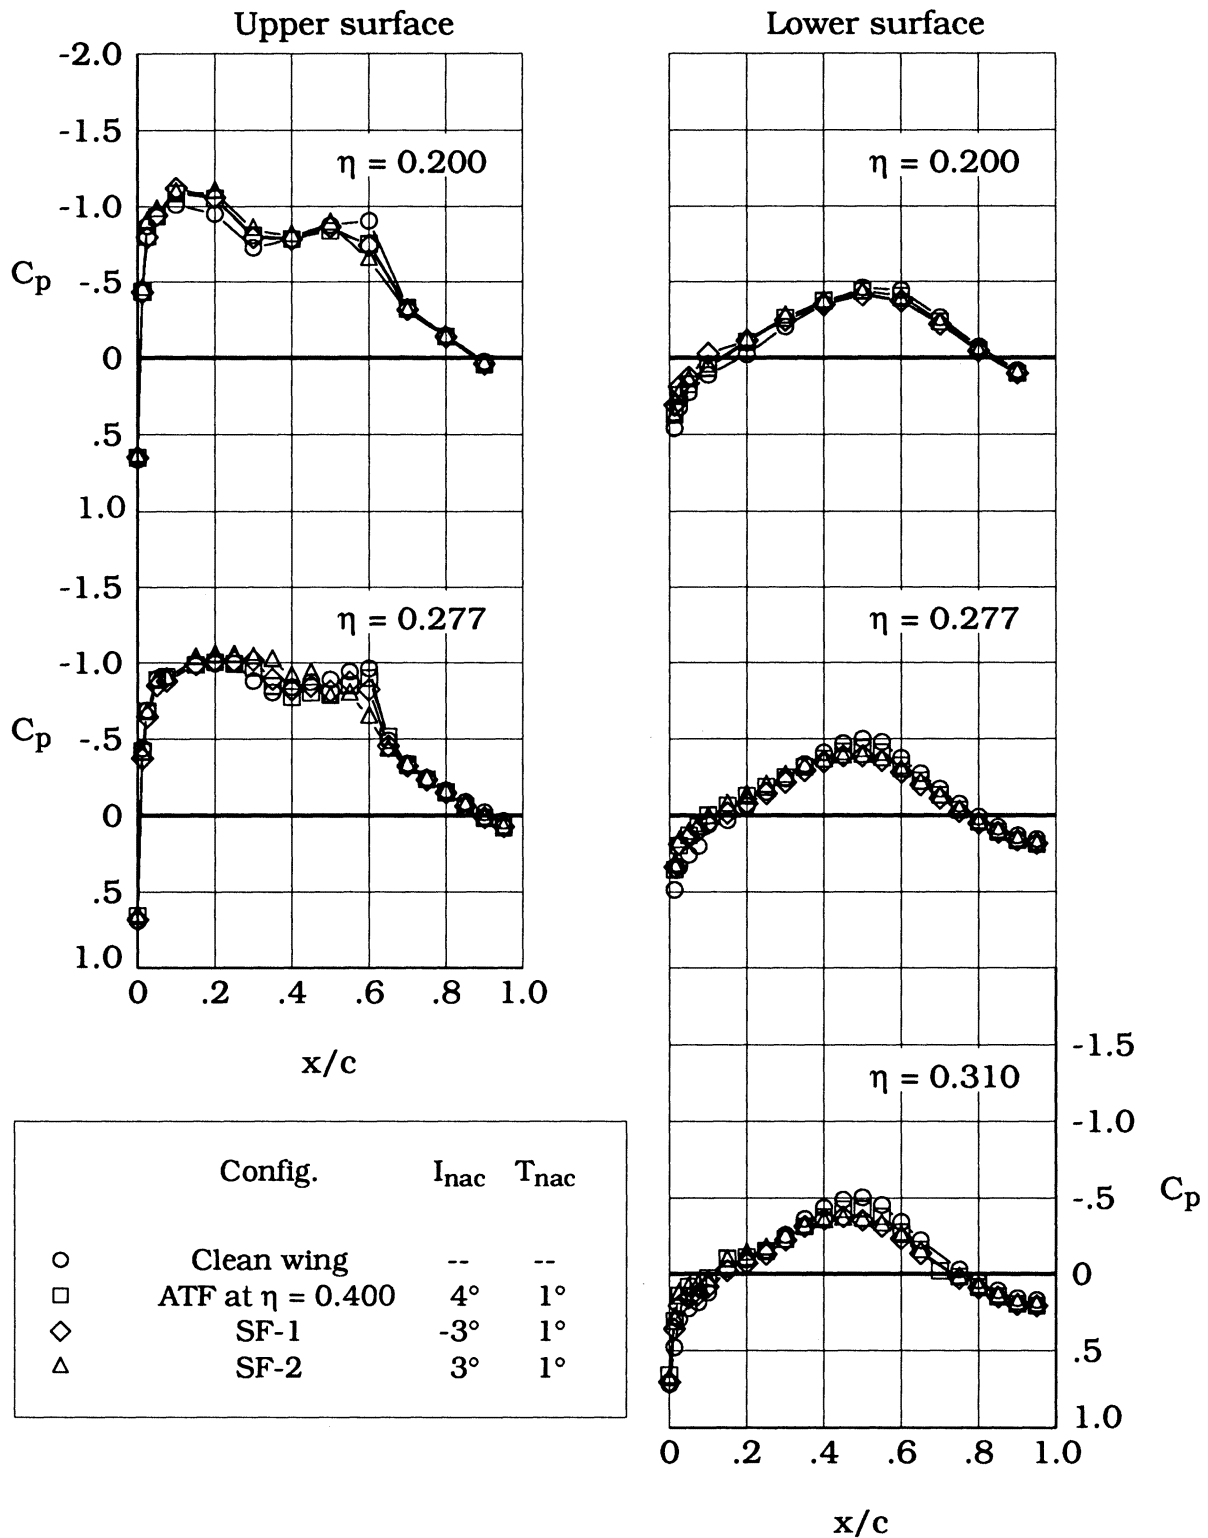 Upper surface
-2.0
-1.5
η = 0.200
-1.0
Cp
-.5
0
.5
1.0
-1.5
η = 0.277
-1.0
Cp
-.5
0
.5
1.0
0 .2 .4 .6 .8 1.0
x/c
Lower surface
η = 0.200
η = 0.277
-1.5
η = 0.310
-1.0
-.5
Cp
0
.5
1.0
0 .2 .4 .6 .8 1.0
x/c
Config. Inac Tnac
Clean wing -- --
ATF at η = 0.400 4° 1°
SF-1 -3° 1°
SF-2 3° 1°